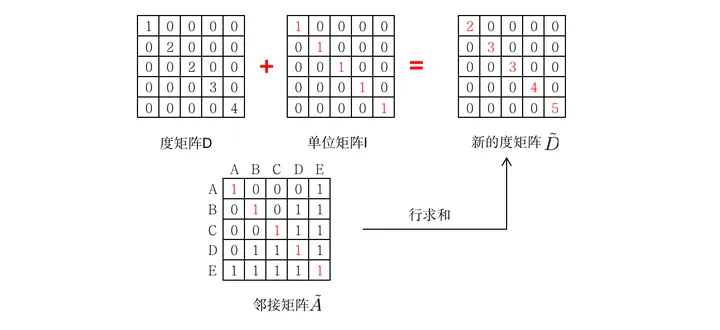 1 0 0 0 0 1 0 0 0 0 2 0 0 0 0
0 2 0 0 0 0 1 0 0 0 0 3 0 0 0
0 0 2 0 0 + 0 0 1 0 0 = 0 0 3 0 0
0 0 0 3 0 0 0 0 1 0 0 0 0 4 0
0 0 0 0 4 0 0 0 0 1 0 0 0 0 5
度矩阵D 单位矩阵I 新的度矩阵 D̃
A B C D E
A 1 0 0 0 1
B 0 1 0 1 1
C 0 0 1 1 1
D 0 1 1 1 1
E 1 1 1 1 1
行求和
邻接矩阵Ã